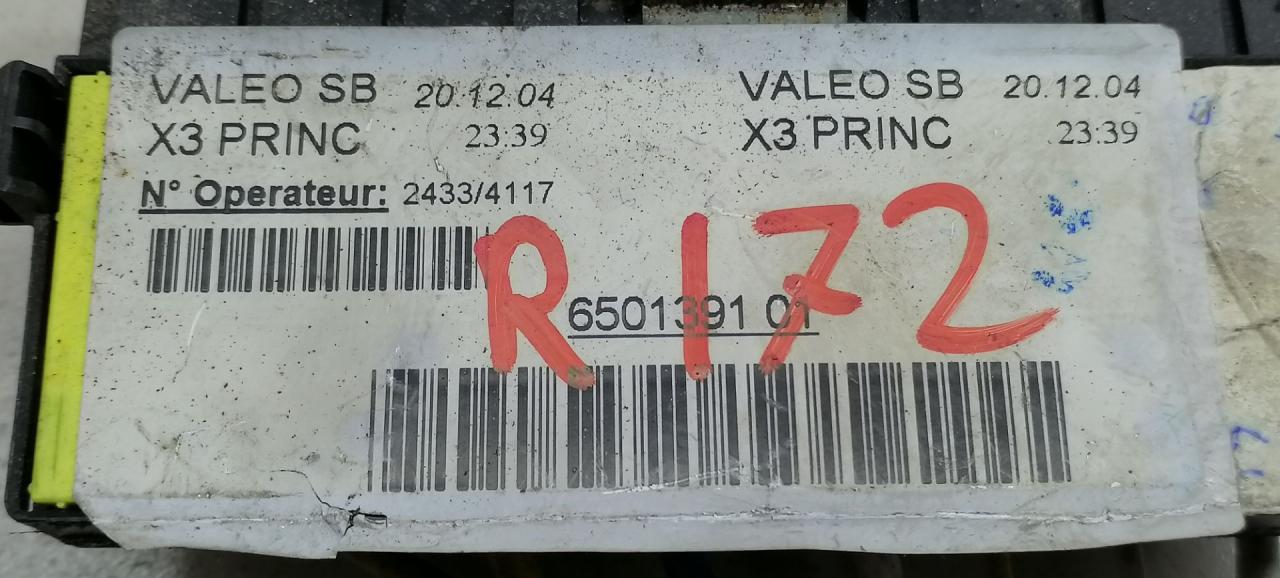 VALEO SB 20.12.04 VALEO SB 20.12.04
X3 PRINC 23:39 X3 PRINC 23:39
N° Operateur: 2433/4117
R 172
6501391 01